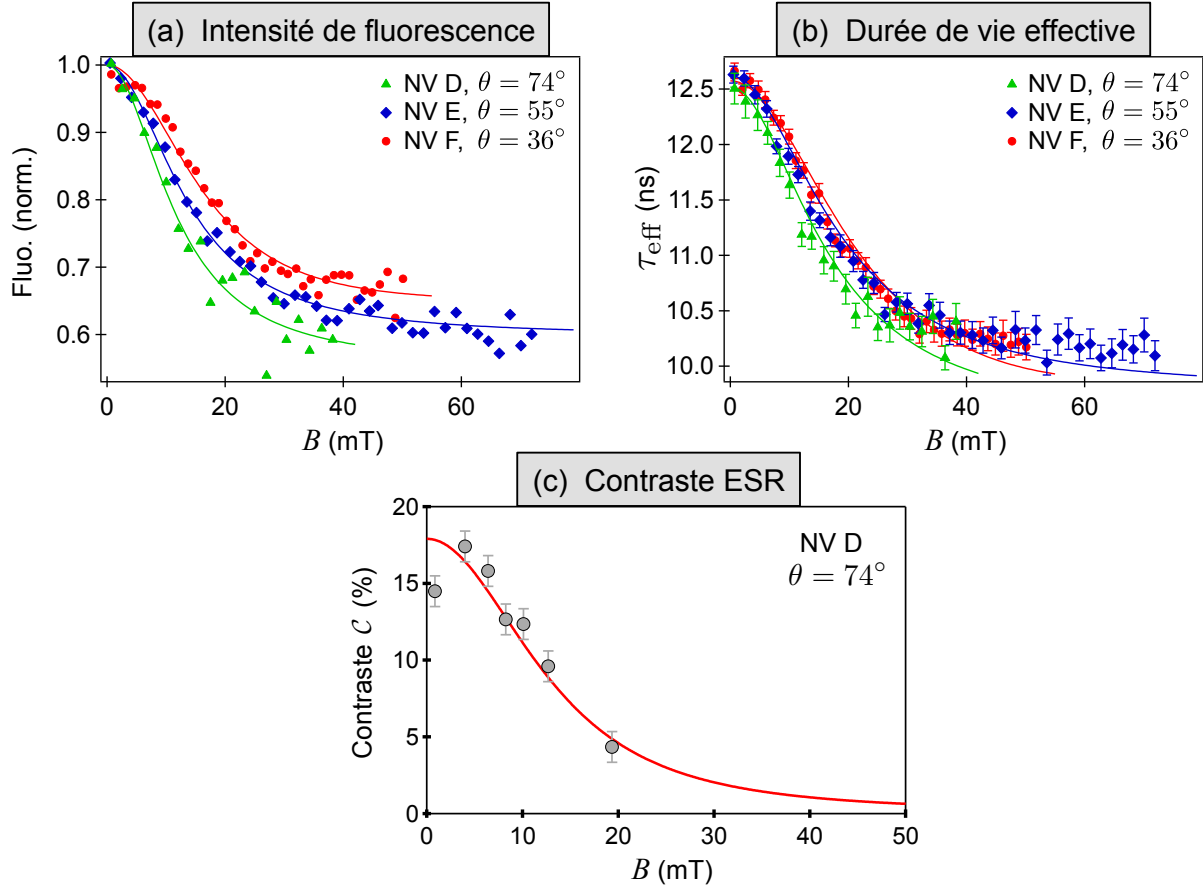 (a) Intensité de fluorescence
1.0
0.9
0.8
0.7
0.6
Fluo. (norm.)
NV D, θ = 74°
NV E, θ = 55°
NV F, θ = 36°
0
20
40
60
B (mT)
(b) Durée de vie effective
12.5
12.0
11.5
11.0
10.5
10.0
τeff (ns)
NV D, θ = 74°
NV E, θ = 55°
NV F, θ = 36°
0
20
40
60
B (mT)
(c) Contraste ESR
20
15
10
5
0
Contraste C (%)
NV D
θ = 74°
0
10
20
30
40
50
B (mT)